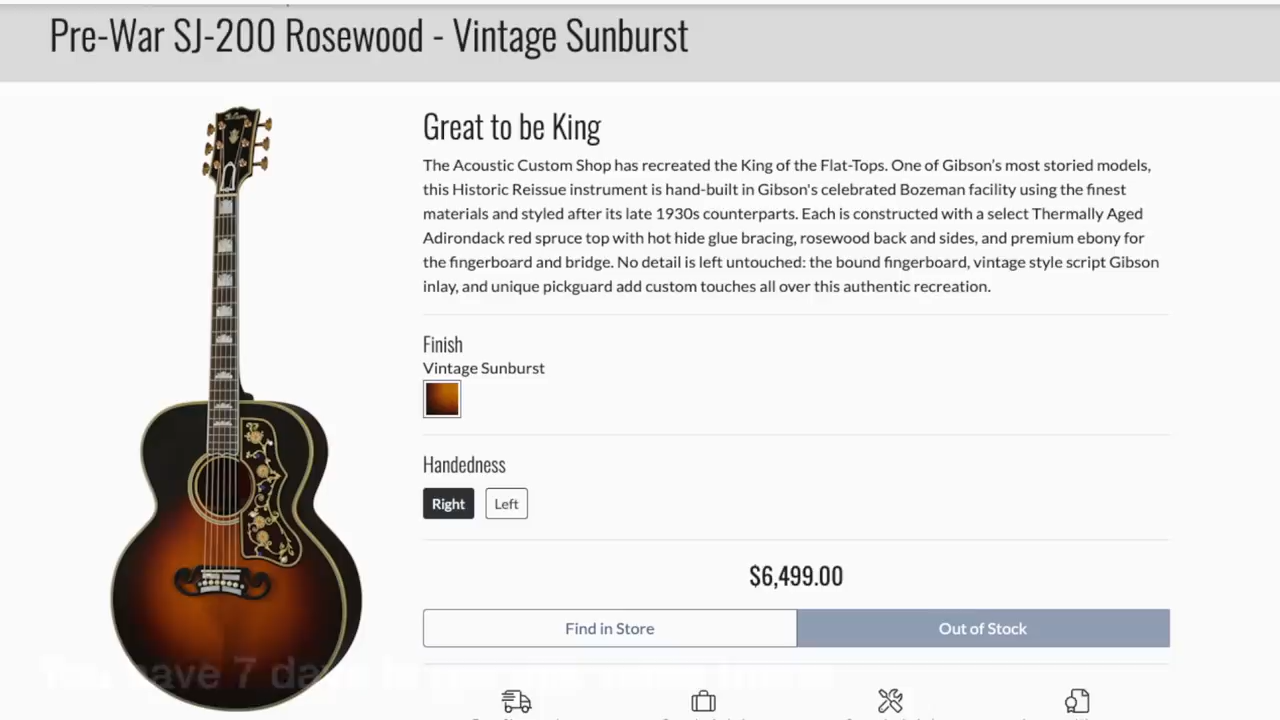 Pre-War SJ-200 Rosewood - Vintage Sunburst
Great to be King
The Acoustic Custom Shop has recreated the King of the Flat-Tops. One of Gibson’s most storied models,
this Historic Reissue instrument is hand-built in Gibson's celebrated Bozeman facility using the finest
materials and styled after its late 1930s counterparts. Each is constructed with a select Thermally Aged
Adirondack red spruce top with hot hide glue bracing, rosewood back and sides, and premium ebony for
the fingerboard and bridge. No detail is left untouched: the bound fingerboard, vintage style script Gibson
inlay, and unique pickguard add custom touches all over this authentic recreation.
Finish
Vintage Sunburst
Handedness
Right Left
$6,499.00
Find in Store Out of Stock
7